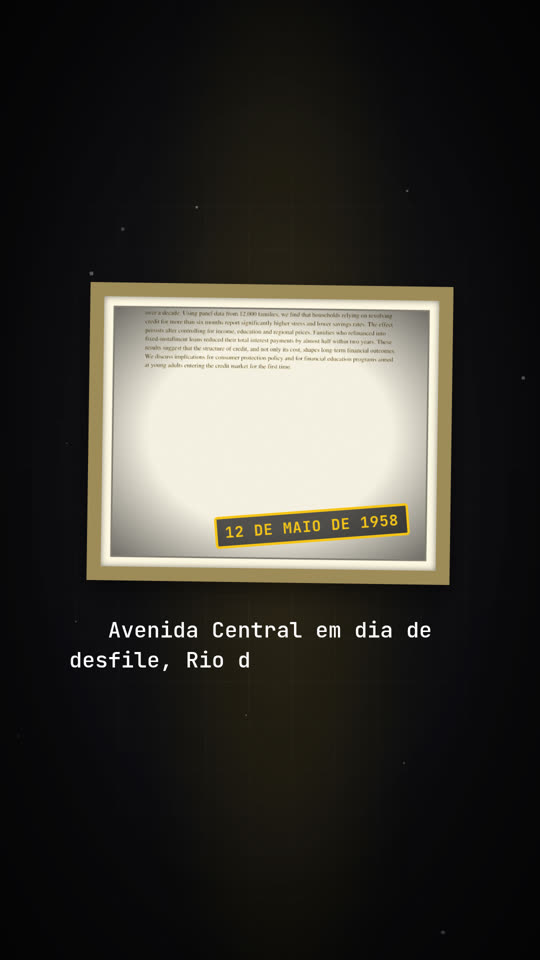 over a decade. Using panel data from 12,000 families, we find that households relying on revolving
credit for more than six months report significantly higher stress and lower savings rates. The effect
persists after controlling for income, education and regional prices. Families who refinanced into
fixed-installment loans reduced their total interest payments by almost half within two years. These
results suggest that the structure of credit, and not only its cost, shapes long-term financial outcomes.
We discuss implications for consumer protection policy and for financial education programs aimed
at young adults entering the credit market for the first time.
12 DE MAIO DE 1958
Avenida Central em dia de
desfile, Rio d